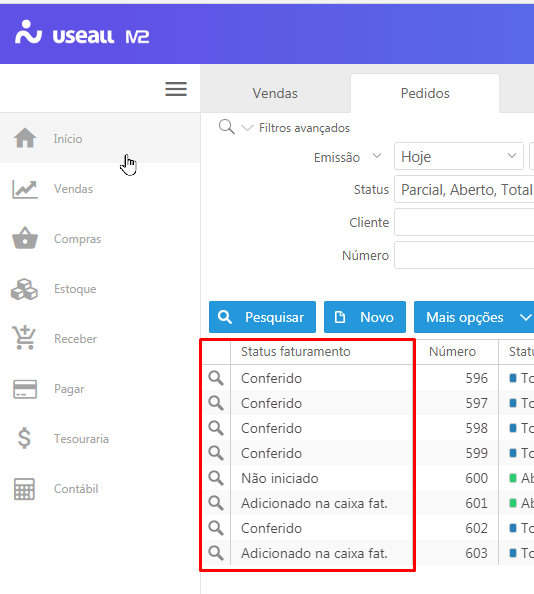 useall M2
Vendas
Pedidos
Filtros avançados
Início
Emissão
Hoje
Vendas
Status
Parcial, Aberto, Total
Cliente
Compras
Número
Estoque
Pesquisar
Novo
Mais opções
Receber
Status faturamento
Número
Statu
Conferido
596
To
Pagar
Conferido
597
To
Conferido
598
To
Tesouraria
Conferido
599
To
Não iniciado
600
Ab
Contábil
Adicionado na caixa fat.
601
Ab
Conferido
602
To
Adicionado na caixa fat.
603
To